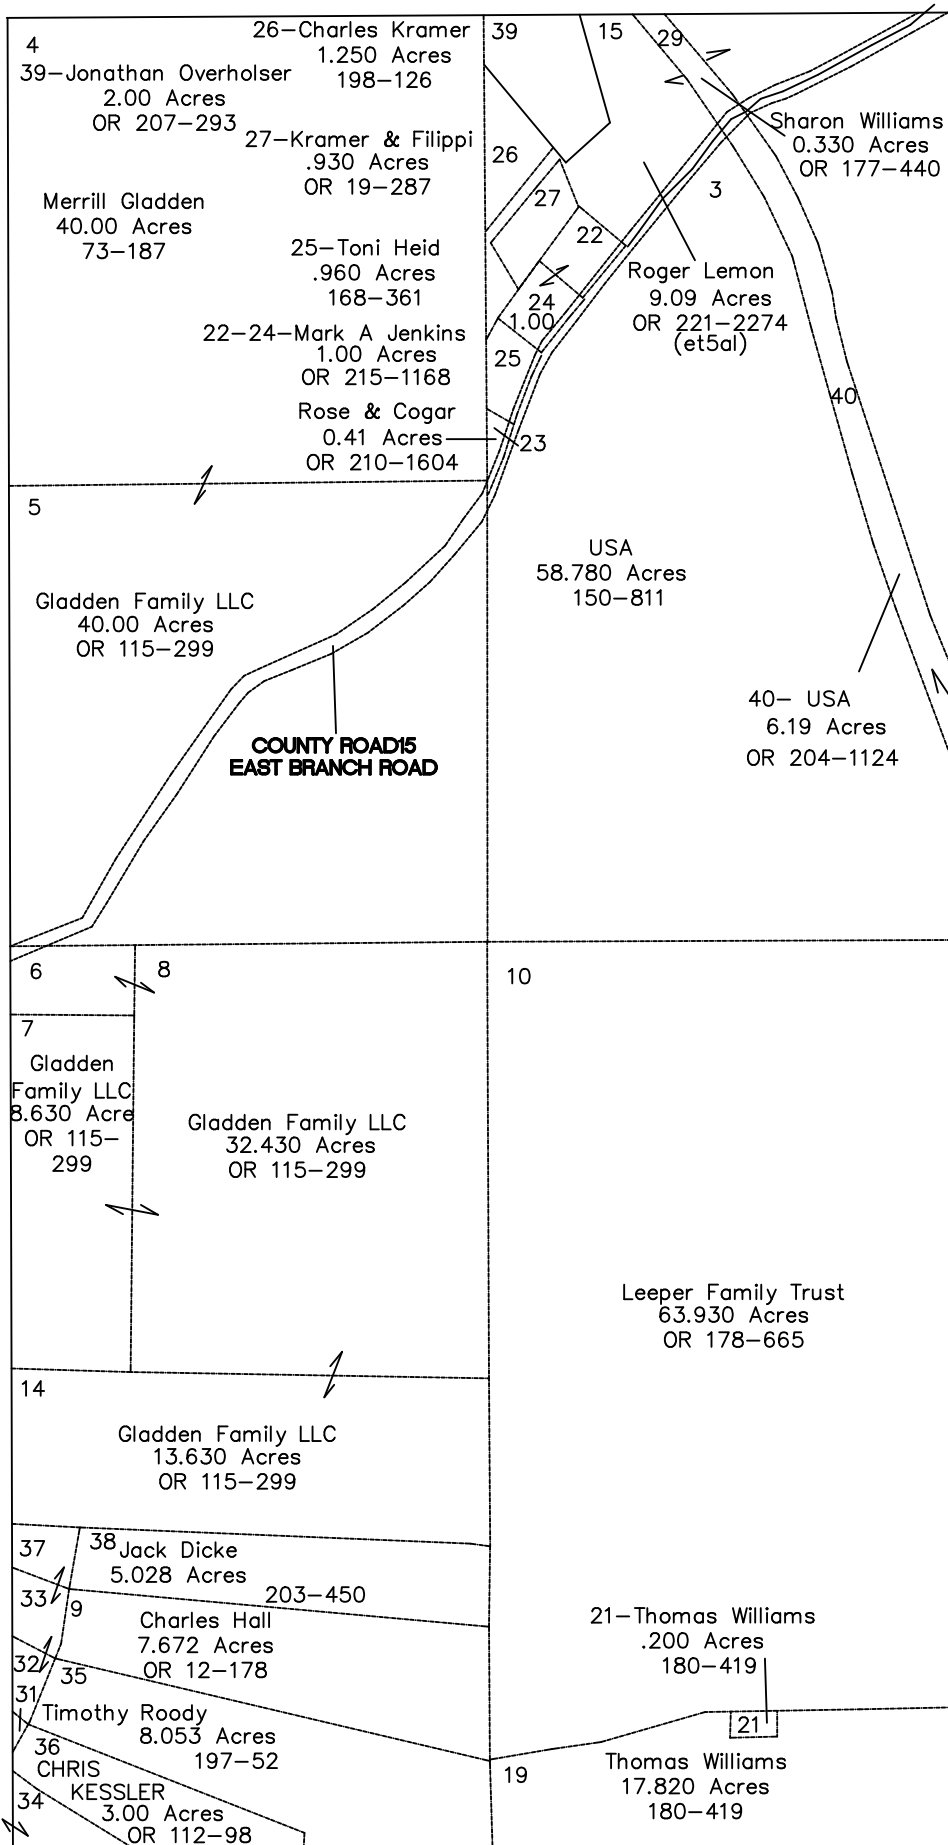 4
39-Jonathan Overholser
2.00 Acres
OR 207-293
Merrill Gladden
40.00 Acres
73-187
26-Charles Kramer
1.250 Acres
198-126
27-Kramer & Filippi
.930 Acres
OR 19-287
25-Toni Heid
.960 Acres
168-361
22-24-Mark A Jenkins
1.00 Acres
OR 215-1168
Rose & Cogar
0.41 Acres
OR 210-1604
39
15
29
26
27
22
24
1.00
25
23
3
Sharon Williams
0.330 Acres
OR 177-440
Roger Lemon
9.09 Acres
OR 221-2274
(et5al)
40
5
Gladden Family LLC
40.00 Acres
OR 115-299
COUNTY ROAD15
EAST BRANCH ROAD
USA
58.780 Acres
150-811
40- USA
6.19 Acres
OR 204-1124
6
8
10
7
Gladden
Family LLC
8.630 Acre
OR 115-
299
Gladden Family LLC
32.430 Acres
OR 115-299
Leeper Family Trust
63.930 Acres
OR 178-665
14
Gladden Family LLC
13.630 Acres
OR 115-299
37
38
Jack Dicke
5.028 Acres
203-450
33
9
Charles Hall
7.672 Acres
OR 12-178
32
35
31
Timothy Roody
8.053 Acres
197-52
36
CHRIS
KESSLER
3.00 Acres
OR 112-98
34
21-Thomas Williams
.200 Acres
180-419
21
19
Thomas Williams
17.820 Acres
180-419